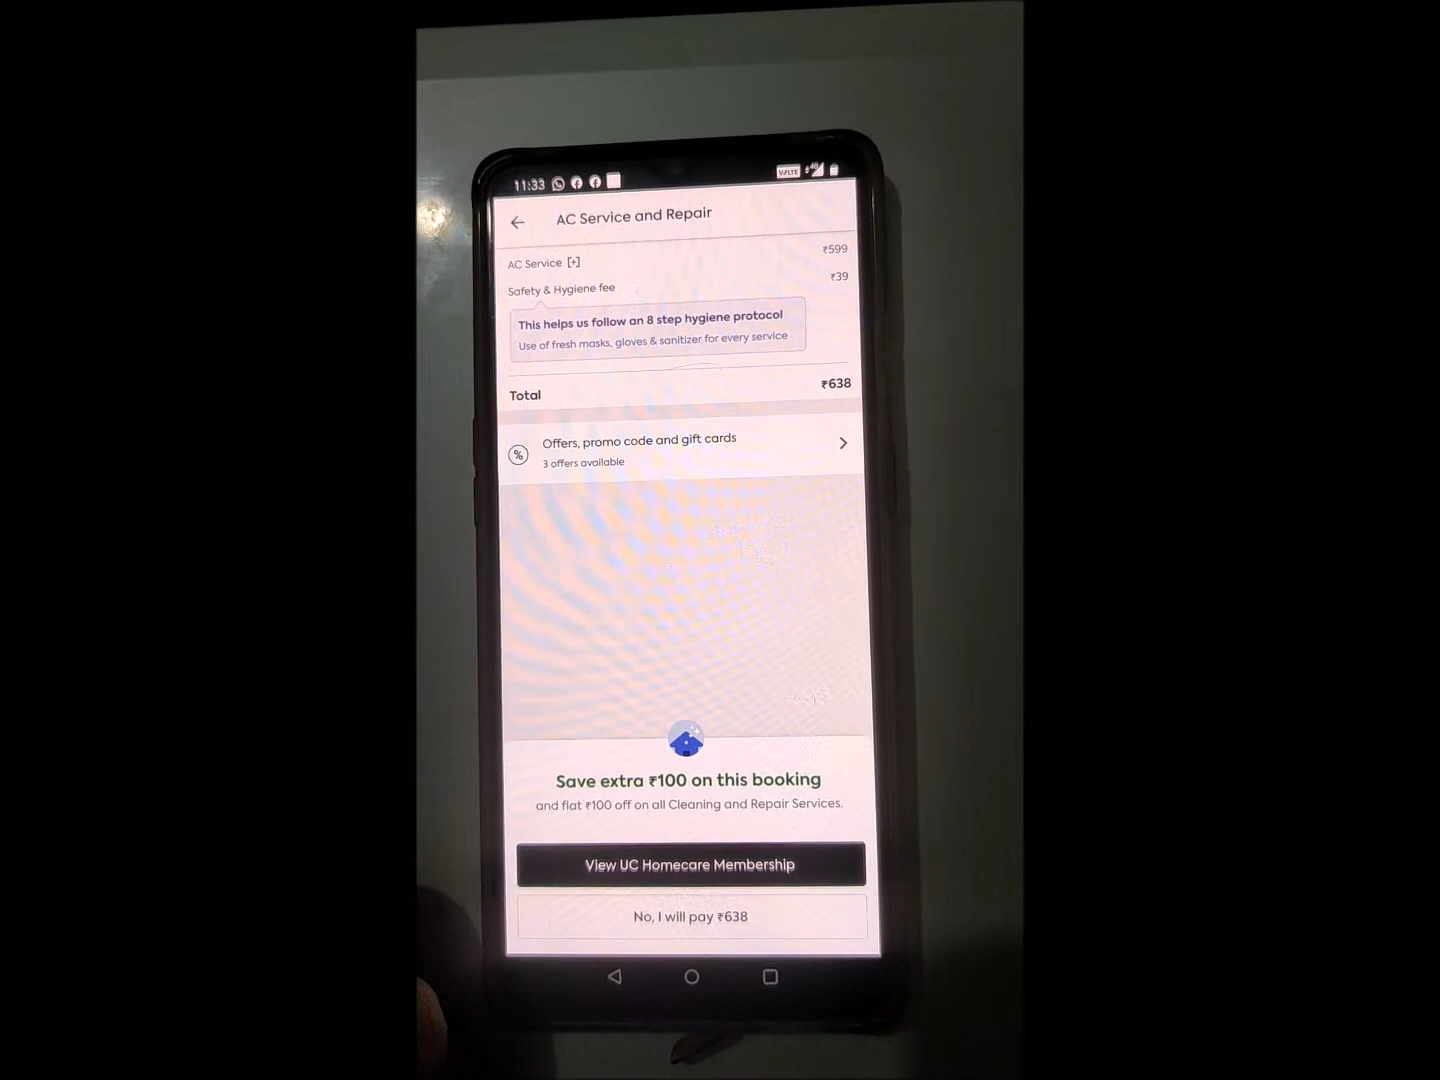 11:33
VoLTE 4G
AC Service and Repair
AC Service [+] ₹599
Safety & Hygiene fee ₹39
This helps us follow an 8 step hygiene protocol
Use of fresh masks, gloves & sanitizer for every service
Total ₹638
% Offers, promo code and gift cards
3 offers available
Save extra ₹100 on this booking
and flat ₹100 off on all Cleaning and Repair Services.
View UC Homecare Membership
No, I will pay ₹638